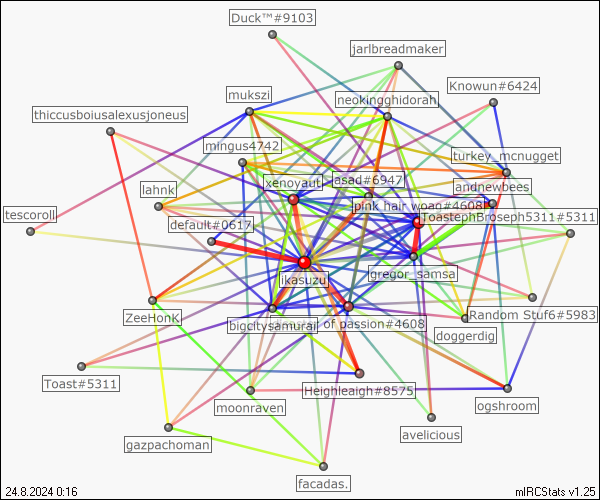 Duck™#9103
jarlbreadmaker
Knowun#6424
mukszi
neokingghidorah
thiccusboiusalexusjoneus
mingus4742
turkey_mcnugget
xenoyaut
asad#6947
andnewbees
lahnk
pink hair woag#4608
tescoroll
default#0617
ToastephBroseph5311#5311
ikasuzu
gregor_samsa
ZeeHonK
bigcitysamurai
of passion#4608
Random Stuf6#5983
doggerdig
Toast#5311
Heighleaigh#8575
moonraven
ogshroom
gazpachoman
avelicious
facadas.
24.8.2024 0:16
mIRCStats v1.25